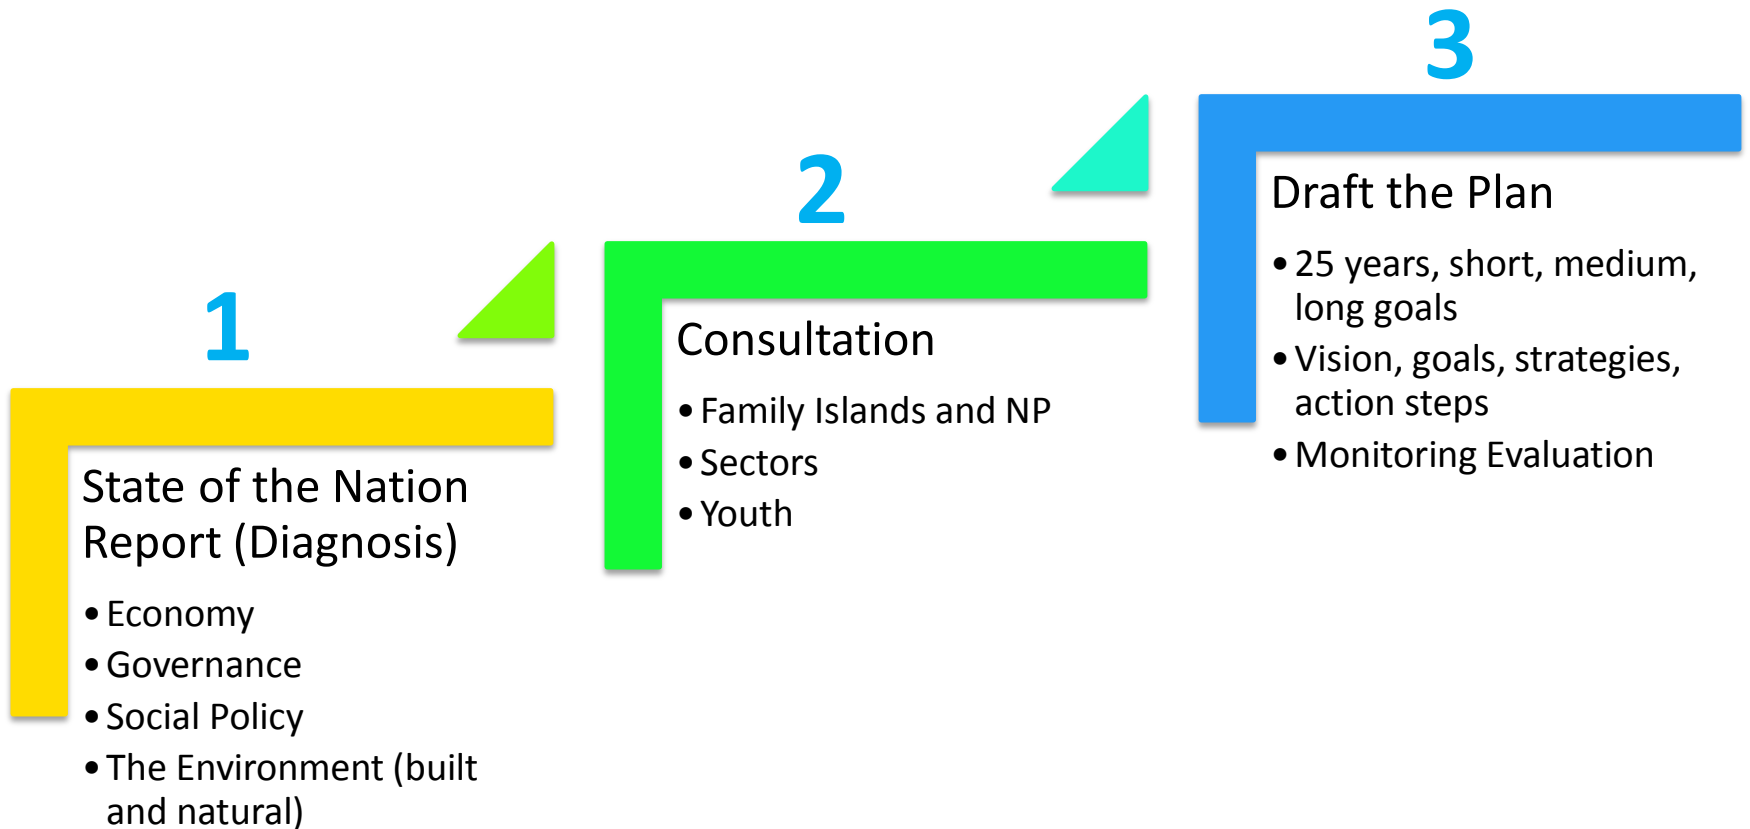 1
State of the Nation
Report (Diagnosis)
• Economy
• Governance
• Social Policy
• The Environment (built
and natural)
2
Consultation
• Family Islands and NP
• Sectors
• Youth
3
Draft the Plan
• 25 years, short, medium,
long goals
• Vision, goals, strategies,
action steps
• Monitoring Evaluation